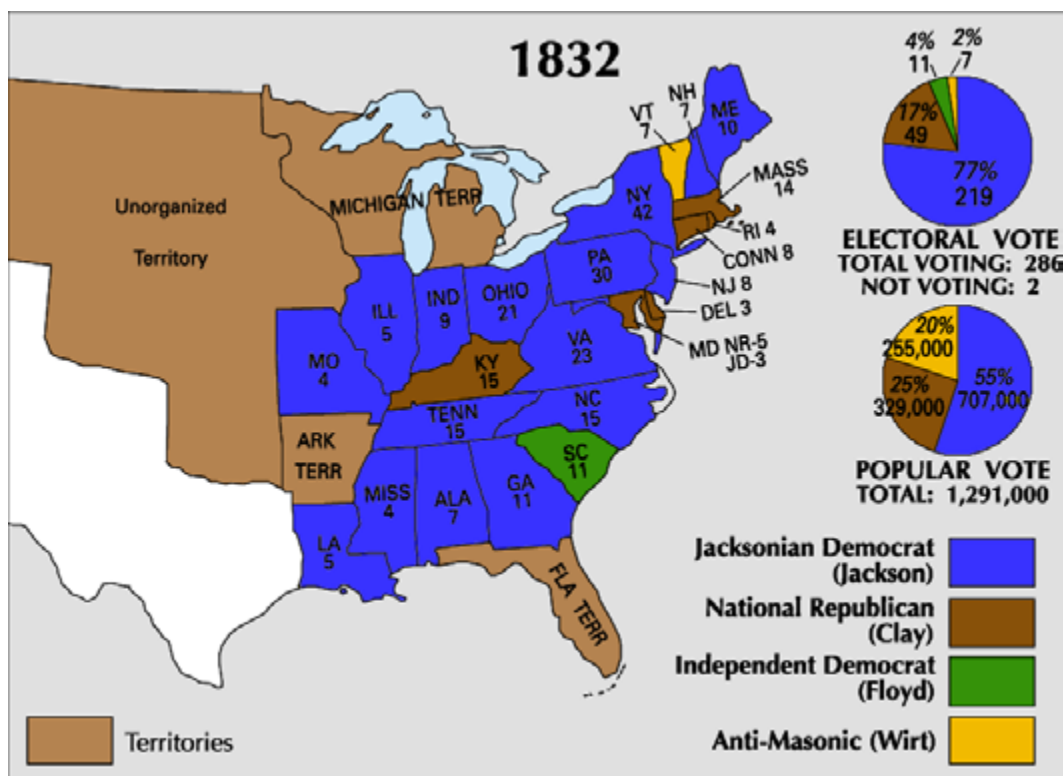 1832
4%
11
2%
7
17%
49
77%
219
ELECTORAL VOTE
TOTAL VOTING: 286
NOT VOTING: 2
20%
255,000
25%
329,000
55%
707,000
POPULAR VOTE
TOTAL: 1,291,000
Unorganized
Territory
MICHIGAN TERR
VT
7
NH
7
ME
10
MASS
14
NY
42
RI 4
CONN 8
PA
30
NJ 8
DEL 3
MD NR-5
JD-3
OHIO
21
IND
9
ILL
5
MO
4
KY
15
VA
23
TENN
15
NC
15
ARK
TERR
SC
11
MISS
4
ALA
7
GA
11
LA
5
FLA TERR
Jacksonian Democrat
(Jackson)
National Republican
(Clay)
Independent Democrat
(Floyd)
Anti-Masonic (Wirt)
Territories